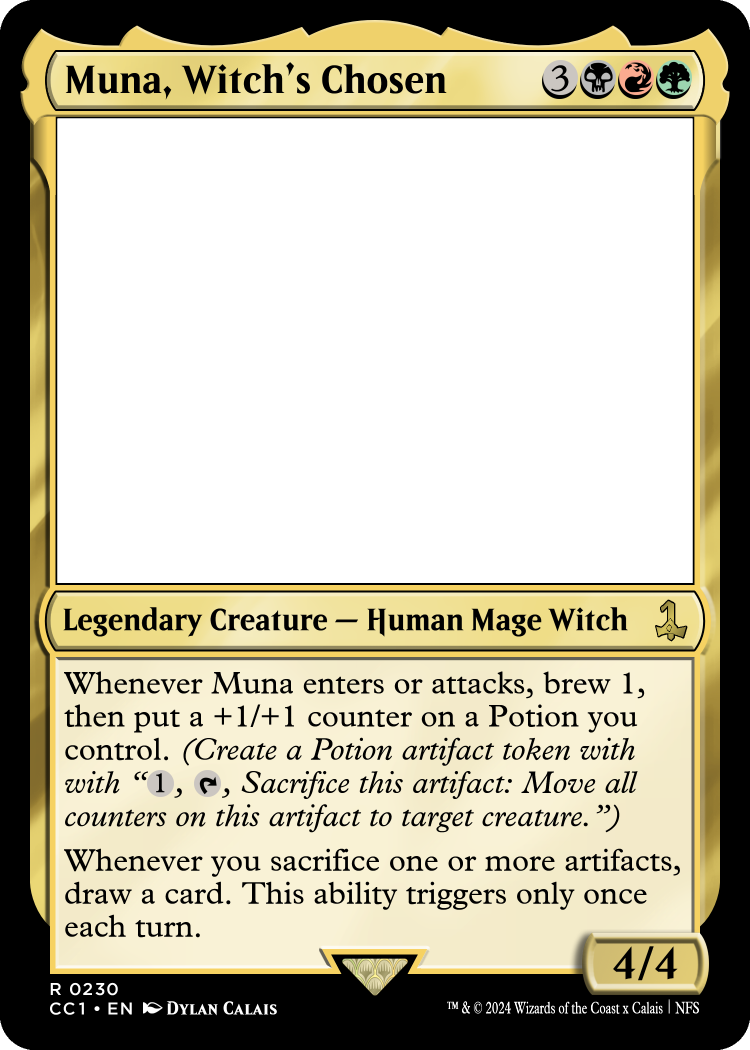 Muna, Witch's Chosen 3
Legendary Creature — Human Mage Witch
Whenever Muna enters or attacks, brew 1,
then put a +1/+1 counter on a Potion you
control. (Create a Potion artifact token with
with “1, , Sacrifice this artifact: Move all
counters on this artifact to target creature.”)
Whenever you sacrifice one or more artifacts,
draw a card. This ability triggers only once
each turn.
4/4
R 0230
CC1 • EN DYLAN CALAIS
™ & © 2024 Wizards of the Coast x Calais | NFS